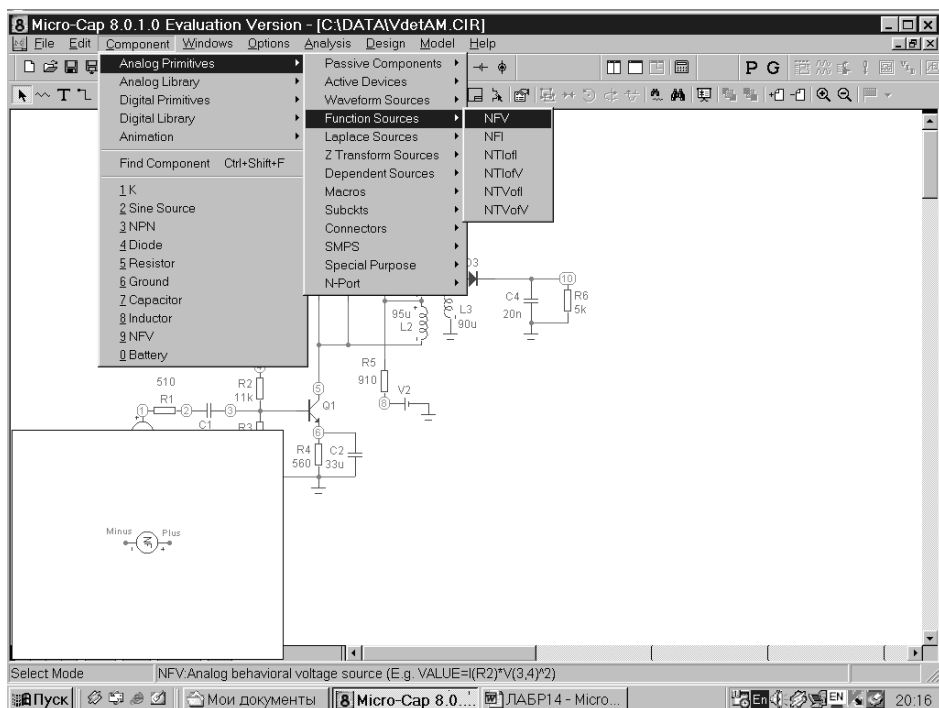 Micro-Cap 8.0.1.0 Evaluation Version - [C:\DATA\VdetAM.CIR]
File Edit Component Windows Options Analysis Design Model Help
Analog Primitives
Analog Library
Digital Primitives
Digital Library
Animation
Find Component Ctrl+Shift+F
1 K
2 Sine Source
3 NPN
4 Diode
5 Resistor
6 Ground
7 Capacitor
8 Inductor
9 NFV
0 Battery
Passive Components
Active Devices
Waveform Sources
Function Sources
Laplace Sources
Z Transform Sources
Dependent Sources
Macros
Subckts
Connectors
SMPS
Special Purpose
N-Port
NFV
NFI
NTIofI
NTIofV
NTVofI
NTVofV
P G
T
10
C4
20n
R6
5k
95u
L2
L3
90u
R5
910
V2
8
510
R1
R2
11k
5
Q1
1
2
3
C1
R3
6
R4
560
C2
33u
Minus
Plus
Select Mode
NFV:Analog behavioral voltage source (E.g. VALUE=I(R2)*V(3,4)^2)
Пуск
Мои документы
Micro-Cap 8.0....
ЛАБР14 - Micro...
En
EN
20:16